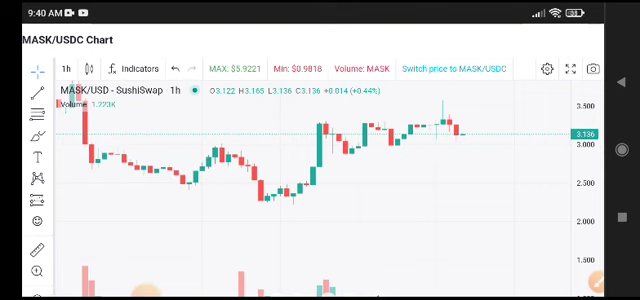 9:40 AM
MASK/USDC Chart
1h Indicators MAX: $5.9221 Min: $0.9818 Volume: MASK Switch price to MASK/USDC
MASK/USD - SushiSwap 1h O3.122 H3.165 L3.136 C3.136 +0.014 (+0.44%)
Volume: 1.223K
3.500
3.136
3.000
2.500
2.000
1.500